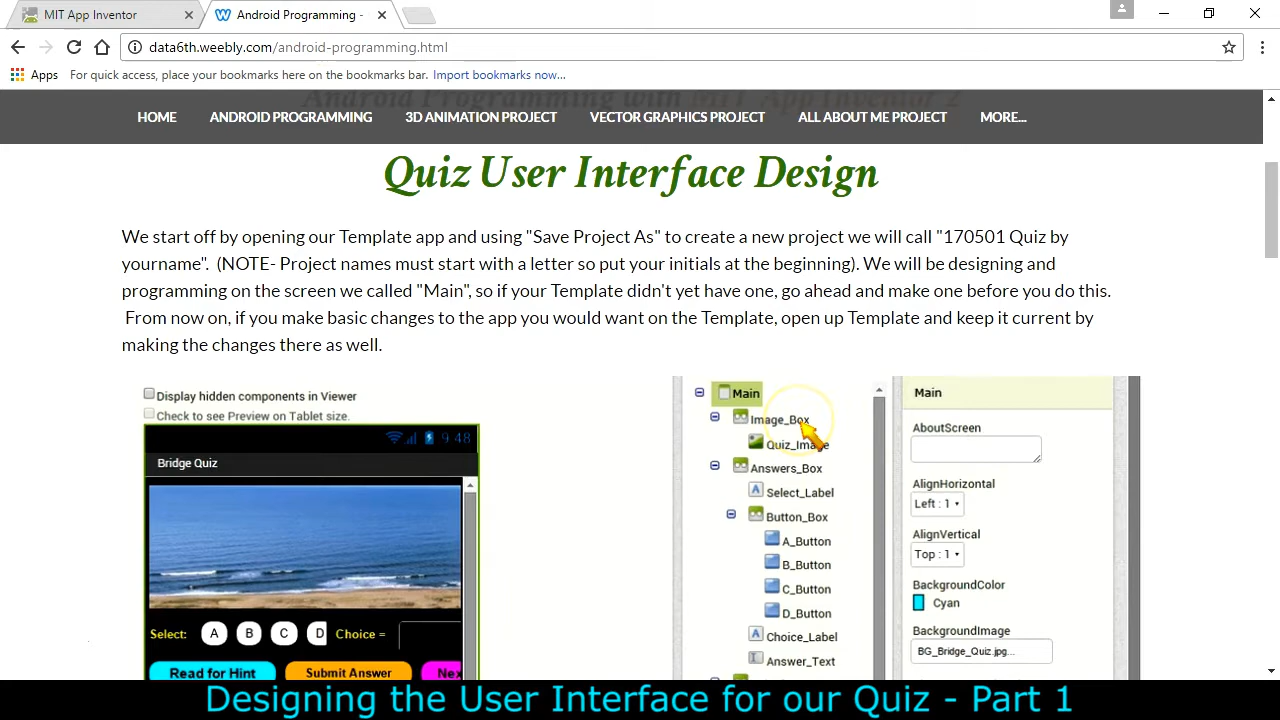 MIT App Inventor
Android Programming -
data6th.weebly.com/android-programming.html
Apps
For quick access, place your bookmarks here on the bookmarks bar. Import bookmarks now...
Android Programming with MIT App Inventor 2
HOME ANDROID PROGRAMMING 3D ANIMATION PROJECT VECTOR GRAPHICS PROJECT ALL ABOUT ME PROJECT MORE...
Quiz User Interface Design
We start off by opening our Template app and using "Save Project As" to create a new project we will call "170501 Quiz by
yourname".  (NOTE- Project names must start with a letter so put your initials at the beginning). We will be designing and
programming on the screen we called "Main", so if your Template didn't yet have one, go ahead and make one before you do this.
From now on, if you make basic changes to the app you would want on the Template, open up Template and keep it current by
making the changes there as well.
Display hidden components in Viewer
Check to see Preview on Tablet size.
9:48
Bridge Quiz
Select: A B C D Choice =
Read for Hint Submit Answer Nex
Main
Image_Box
Quiz_Image
Answers_Box
Select_Label
Button_Box
A_Button
B_Button
C_Button
D_Button
Choice_Label
Answer_Text
Main
AboutScreen
AlignHorizontal
Left : 1
AlignVertical
Top : 1
BackgroundColor
Cyan
BackgroundImage
BG_Bridge_Quiz.jpg...
Designing the User Interface for our Quiz - Part 1